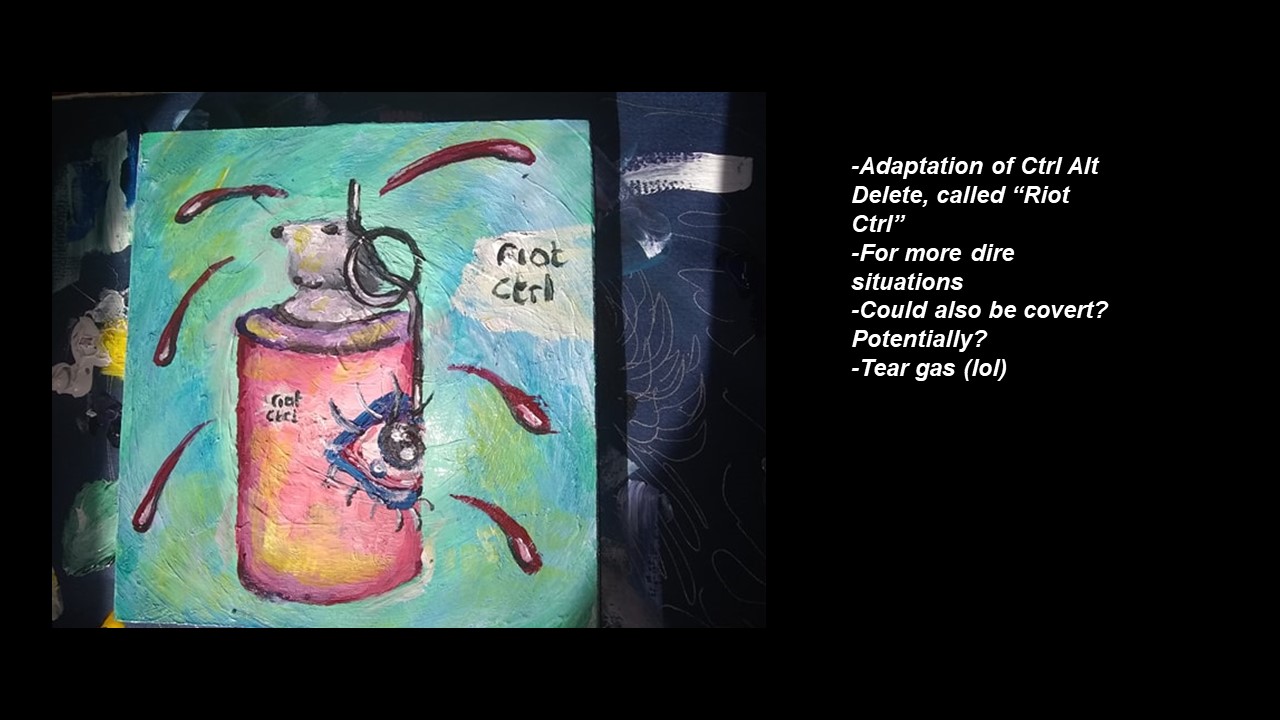 Riot
Ctrl
riot
ctrl
-Adaptation of Ctrl Alt
Delete, called “Riot
Ctrl”
-For more dire
situations
-Could also be covert?
Potentially?
-Tear gas (lol)